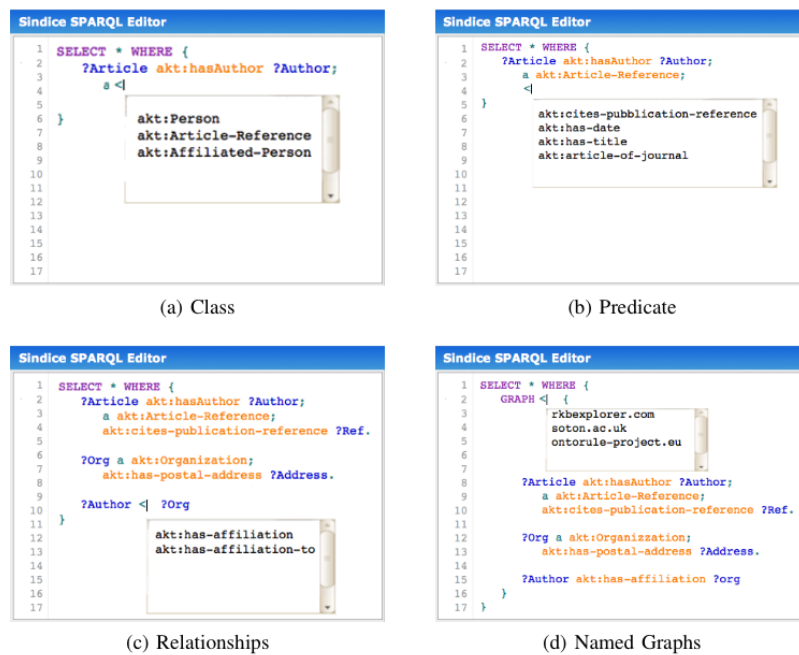 Sindice SPARQL Editor
1 SELECT * WHERE {
2 ?Article akt:hasAuthor ?Author;
3 a <
4 akt:Person
5 akt:Article-Reference
6 } akt:Affiliated-Person
7
8
9
10
11
12
13
14
15
16
17
(a) Class
Sindice SPARQL Editor
1 SELECT * WHERE {
2 ?Article akt:hasAuthor ?Author;
3 a akt:Article-Reference;
4 <
5 }
6 akt:cites-pubblication-reference
7 akt:has-date
8 akt:has-title
9 akt:article-of-journal
10
11
12
13
14
15
16
17
(b) Predicate
Sindice SPARQL Editor
1 SELECT * WHERE {
2 ?Article akt:hasAuthor ?Author;
3 a akt:Article-Reference;
4 akt:cites-publication-reference ?Ref.
5
6 ?Org a akt:Organization;
7 akt:has-postal-address ?Address.
8
9 ?Author < ?Org
10
11 }
12 akt:has-affiliation
13 akt:has-affiliation-to
14
15
16
17
(c) Relationships
Sindice SPARQL Editor
1 SELECT * WHERE {
2 GRAPH < {
3 rkbexplorer.com
4 soton.ac.uk
5 ontorule-project.eu
6
7
8 ?Article akt:hasAuthor ?Author;
9 a akt:Article-Reference;
10 akt:cites-publication-reference ?Ref.
11
12 ?Org a akt:Organizzation;
13 akt:has-postal-address ?Address.
14
15 ?Author akt:has-affiliation ?org
16 }
17 }
(d) Named Graphs